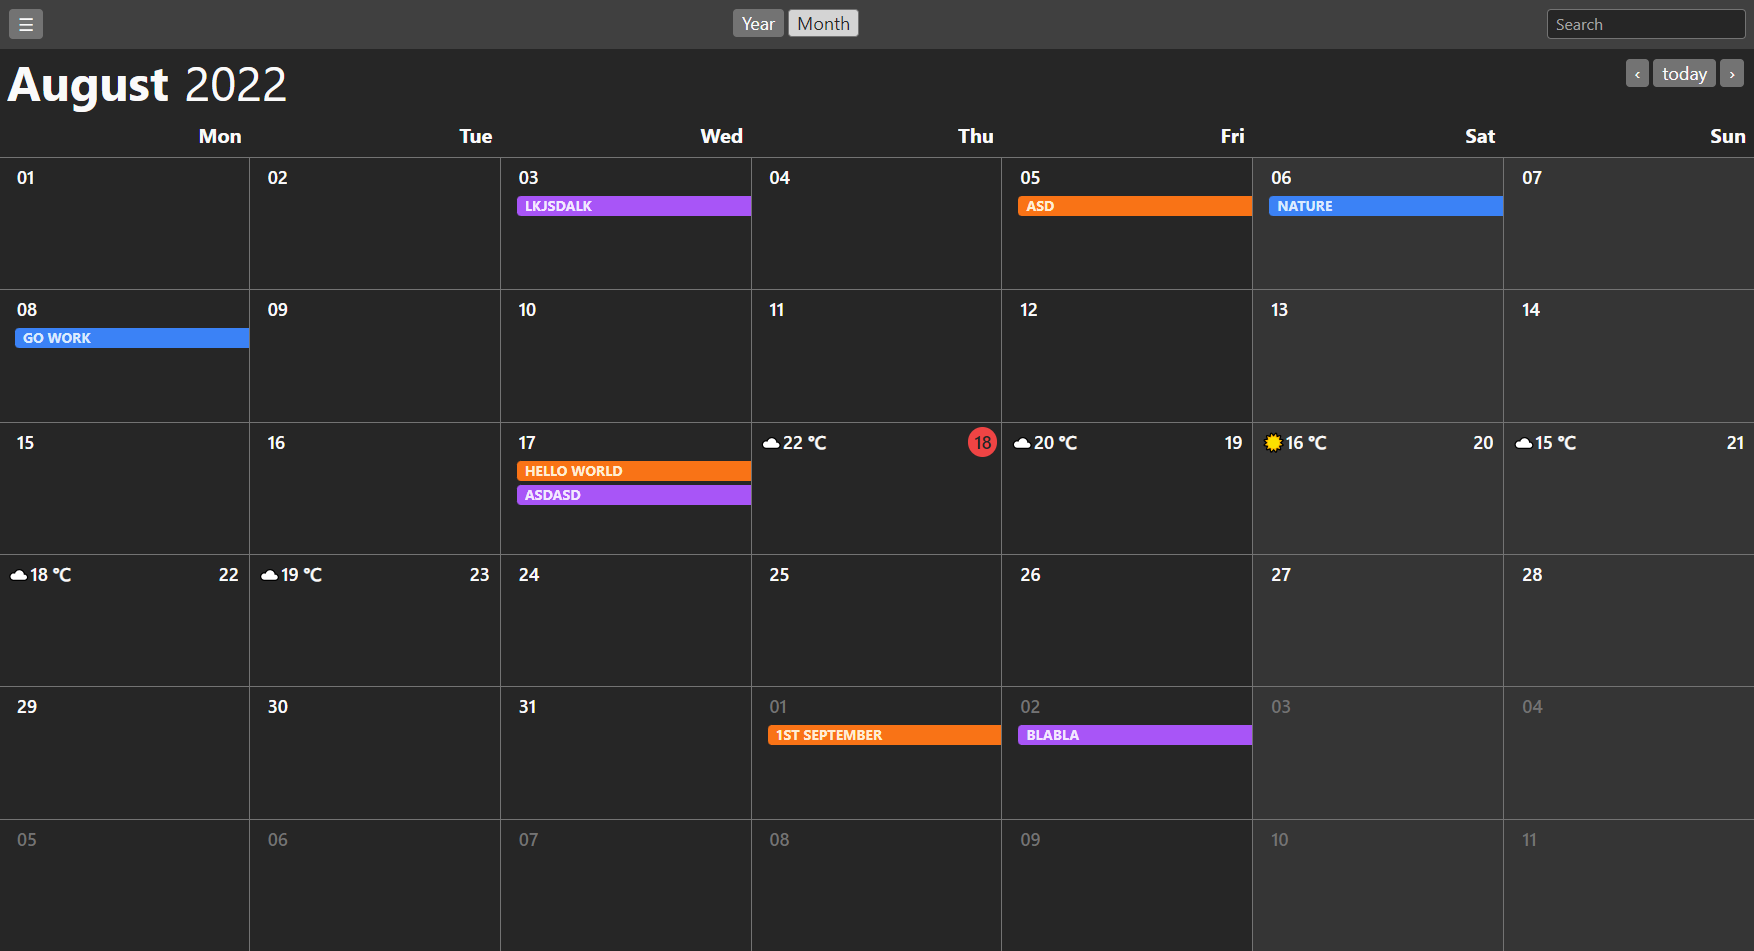 ☰ Year Month Search
August 2022 ‹ today ›
Mon Tue Wed Thu Fri Sat Sun
01 02 03 04 05 06 07
LKJSDALK ASD NATURE
08 09 10 11 12 13 14
GO WORK
15 16 17 22 °C 18 20 °C 19 16 °C 20 15 °C 21
HELLO WORLD
ASDASD
18 °C 22 19 °C 23 24 25 26 27 28
29 30 31 01 02 03 04
1ST SEPTEMBER BLABLA
05 06 07 08 09 10 11